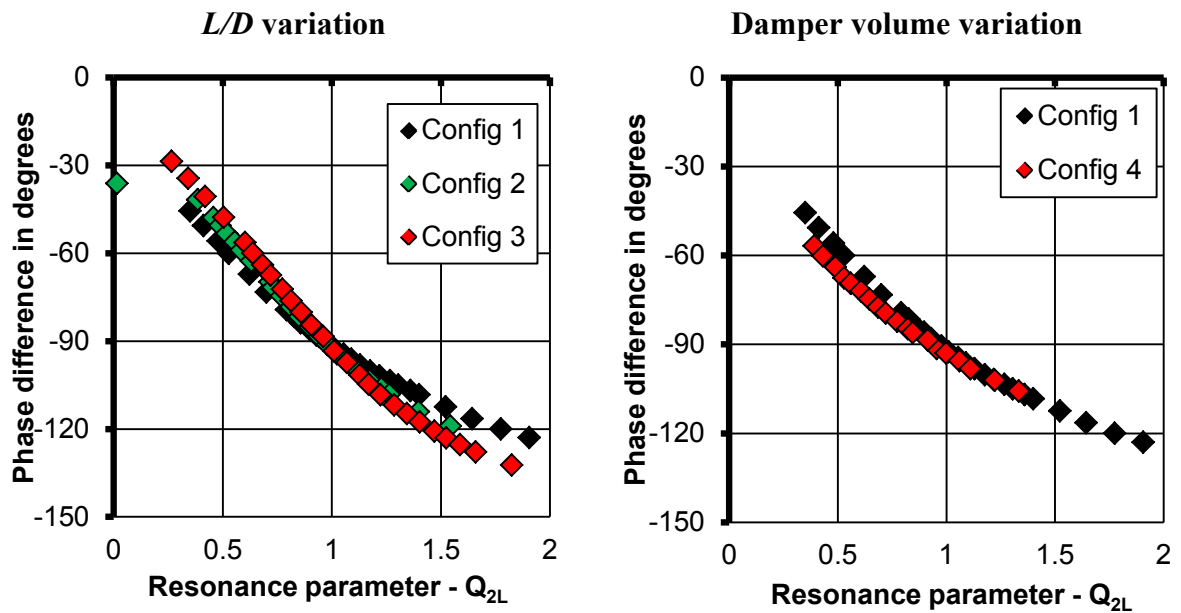 L/D variation
0
-30
-60
-90
-120
-150
0
0.5
1
1.5
2
Phase difference in degrees
Resonance parameter - Q2L
Config 1
Config 2
Config 3
Damper volume variation
0
-30
-60
-90
-120
-150
0
0.5
1
1.5
2
Phase difference in degrees
Resonance parameter - Q2L
Config 1
Config 4